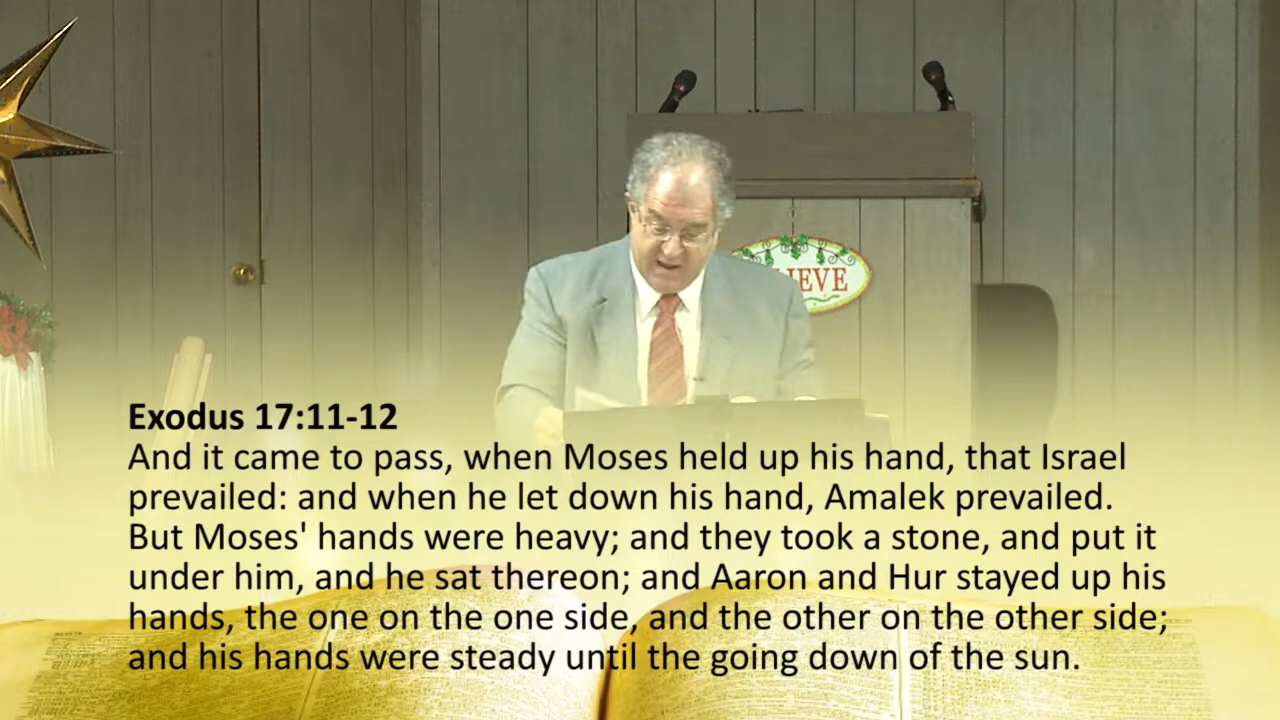 IEVE
Exodus 17:11-12
And it came to pass, when Moses held up his hand, that Israel
prevailed: and when he let down his hand, Amalek prevailed.
But Moses' hands were heavy; and they took a stone, and put it
under him, and he sat thereon; and Aaron and Hur stayed up his
hands, the one on the one side, and the other on the other side;
and his hands were steady until the going down of the sun.